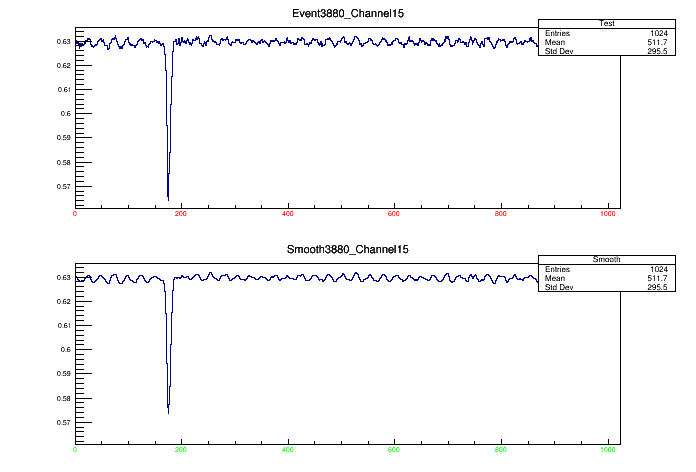 Event3880_Channel15
Test
Entries 1024
Mean 511.7
Std Dev 295.5
0.63
0.62
0.61
0.6
0.59
0.58
0.57
0 200 400 600 800 1000
Smooth3880_Channel15
Smooth
Entries 1024
Mean 511.7
Std Dev 295.5
0.63
0.62
0.61
0.6
0.59
0.58
0.57
0 200 400 600 800 1000